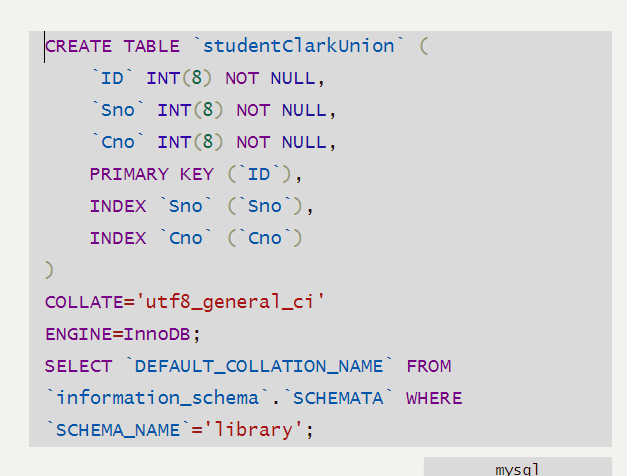 CREATE TABLE `studentClarkUnion` (
`ID` INT(8) NOT NULL,
`Sno` INT(8) NOT NULL,
`Cno` INT(8) NOT NULL,
PRIMARY KEY (`ID`),
INDEX `Sno` (`Sno`),
INDEX `Cno` (`Cno`)
)
COLLATE='utf8_general_ci'
ENGINE=InnoDB;
SELECT `DEFAULT_COLLATION_NAME` FROM
`information_schema`.`SCHEMATA` WHERE
`SCHEMA_NAME`='library';
mysql